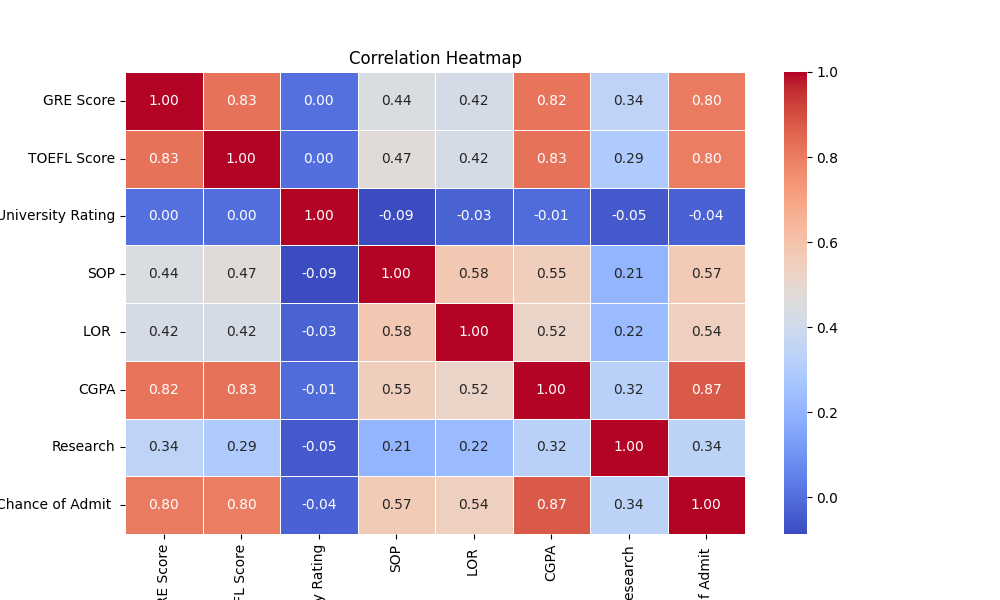 Correlation Heatmap
GRE Score 1.00 0.83 0.00 0.44 0.42 0.82 0.34 0.80
TOEFL Score 0.83 1.00 0.00 0.47 0.42 0.83 0.29 0.80
University Rating 0.00 0.00 1.00 -0.09 -0.03 -0.01 -0.05 -0.04
SOP 0.44 0.47 -0.09 1.00 0.58 0.55 0.21 0.57
LOR 0.42 0.42 -0.03 0.58 1.00 0.52 0.22 0.54
CGPA 0.82 0.83 -0.01 0.55 0.52 1.00 0.32 0.87
Research 0.34 0.29 -0.05 0.21 0.22 0.32 1.00 0.34
Chance of Admit 0.80 0.80 -0.04 0.57 0.54 0.87 0.34 1.00
RE Score
FL Score
y Rating
SOP
LOR
CGPA
esearch
f Admit
1.0
0.8
0.6
0.4
0.2
0.0